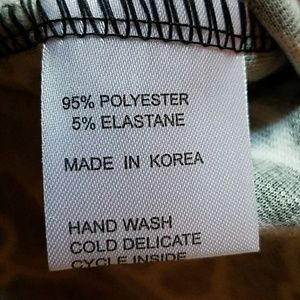 95% POLYESTER
5% ELASTANE
MADE IN KOREA
HAND WASH
COLD DELICATE
CYCLE INSIDE